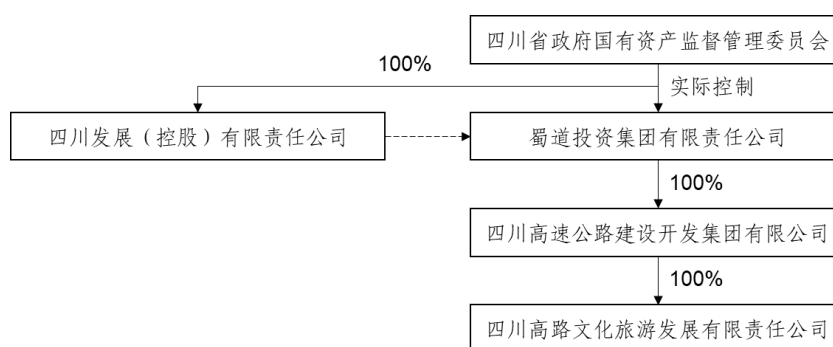 四川省政府国有资产监督管理委员会
100%
实际控制
四川发展（控股）有限责任公司
蜀道投资集团有限责任公司
100%
四川高速公路建设开发集团有限公司
100%
四川高路文化旅游发展有限责任公司